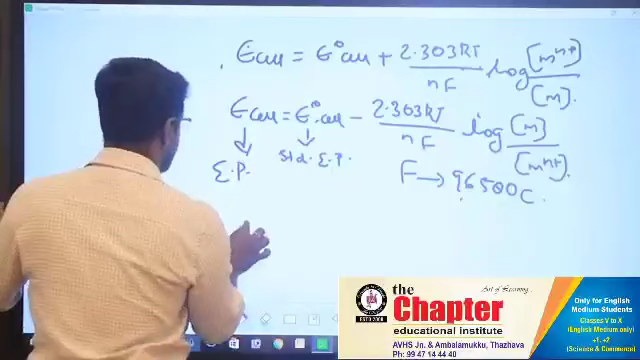 Ecell = E°cell + 2.303RT/nF log [M^n+]/[M].
Ecell = E°cell − 2.303RT/nF log [M]/[M^n+].
E.P.
Std. E.P.
F → 96500C.
the
Chapter
educational institute
Art of Learning
ESTD 2008
AVHS Jn. & Ambalamukku, Thazhava
Ph: 99 47 14 44 40
Only for English
Medium Students
Classes V to X
(English Medium only)
+1, +2
(Science & Commerce)